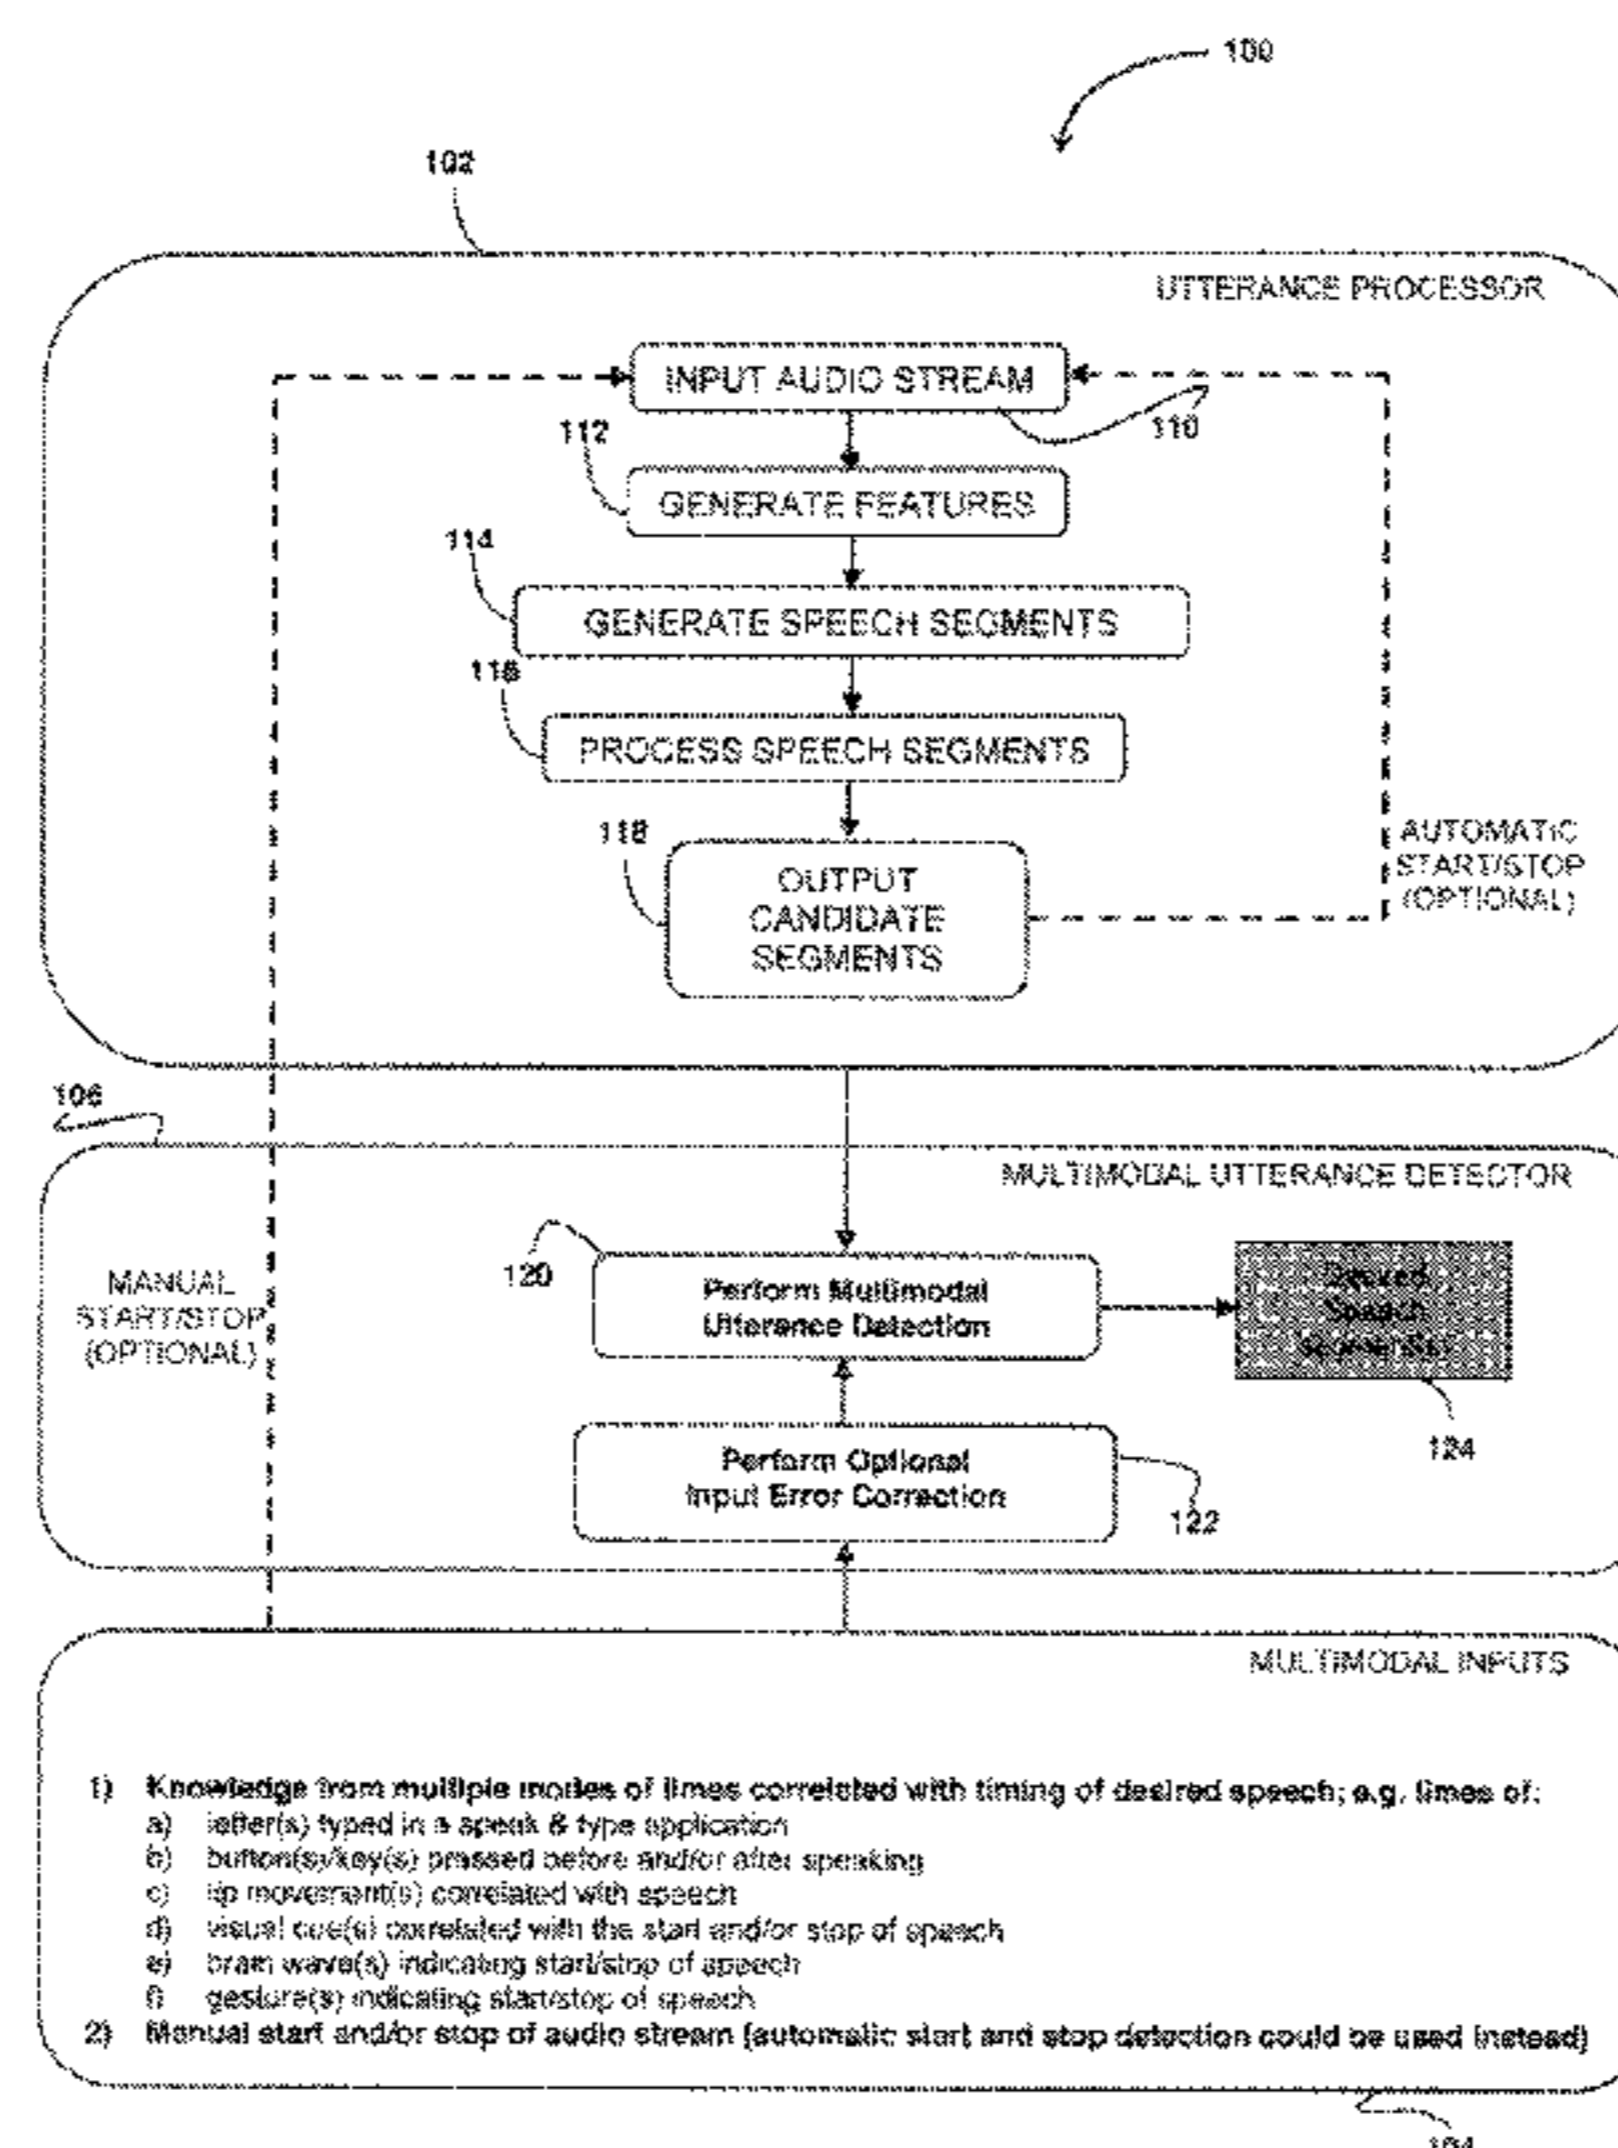 100
102
UTTERANCE PROCESSOR
INPUT AUDIO STREAM
110
112
GENERATE FEATURES
114
GENERATE SPEECH SEGMENTS
116
PROCESS SPEECH SEGMENTS
118
OUTPUT
CANDIDATE
SEGMENTS
AUTOMATIC
START/STOP
(OPTIONAL)
106
MULTIMODAL UTTERANCE DETECTOR
MANUAL
START/STOP
(OPTIONAL)
120
Perform Multimodal
Utterance Detection
Desired
Speech
124
Perform Optional
Input Error Correction
122
MULTIMODAL INPUTS
1) Knowledge from multiple modes of times correlated with timing of desired speech; e.g. times of:
a) letter(s) typed in a speak & type application
b) button(s)/key(s) pressed before and/or after speaking
c) lip movement(s) correlated with speech
d) visual cue(s) correlated with the start and/or stop of speech
e) brain wave(s) indicating start/stop of speech
f) gesture(s) indicating start/stop of speech
2) Manual start and/or stop of audio stream (automatic start and stop detection could be used instead)
104